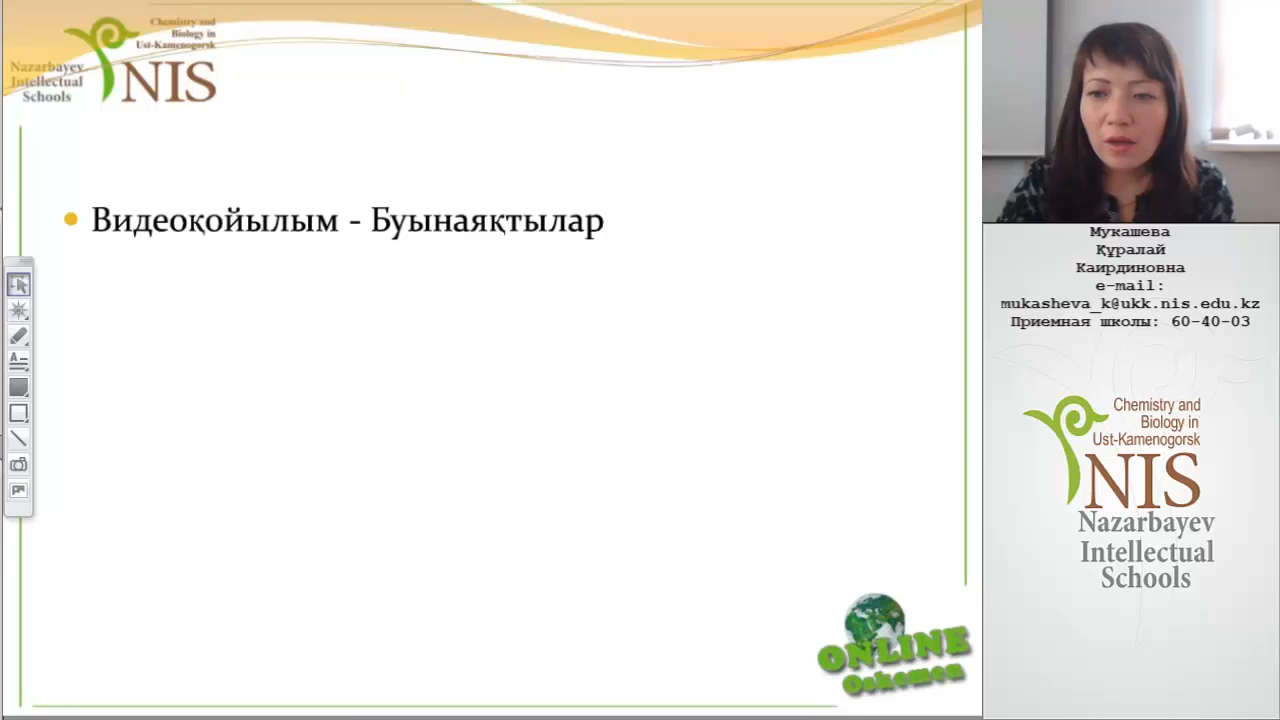 Chemistry and
Biology in
Ust-Kamenogorsk
Nazarbayev
Intellectual
Schools
NIS
Видеоқойылым - Буынаяқтылар
Мукашева
Құралай
Каирдиновна
e-mail:
mukasheva_k@ukk.nis.edu.kz
Приемная школы: 60-40-03
Chemistry and
Biology in
Ust-Kamenogorsk
NIS
Nazarbayev
Intellectual
Schools
ONLINE
Oskemen